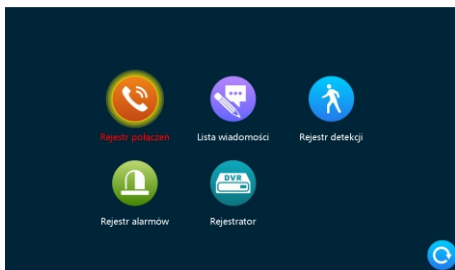 Rejestr połączeń
Lista wiadomości
Rejestr detekcji
DVR
Rejestr alarmów
Rejestrator